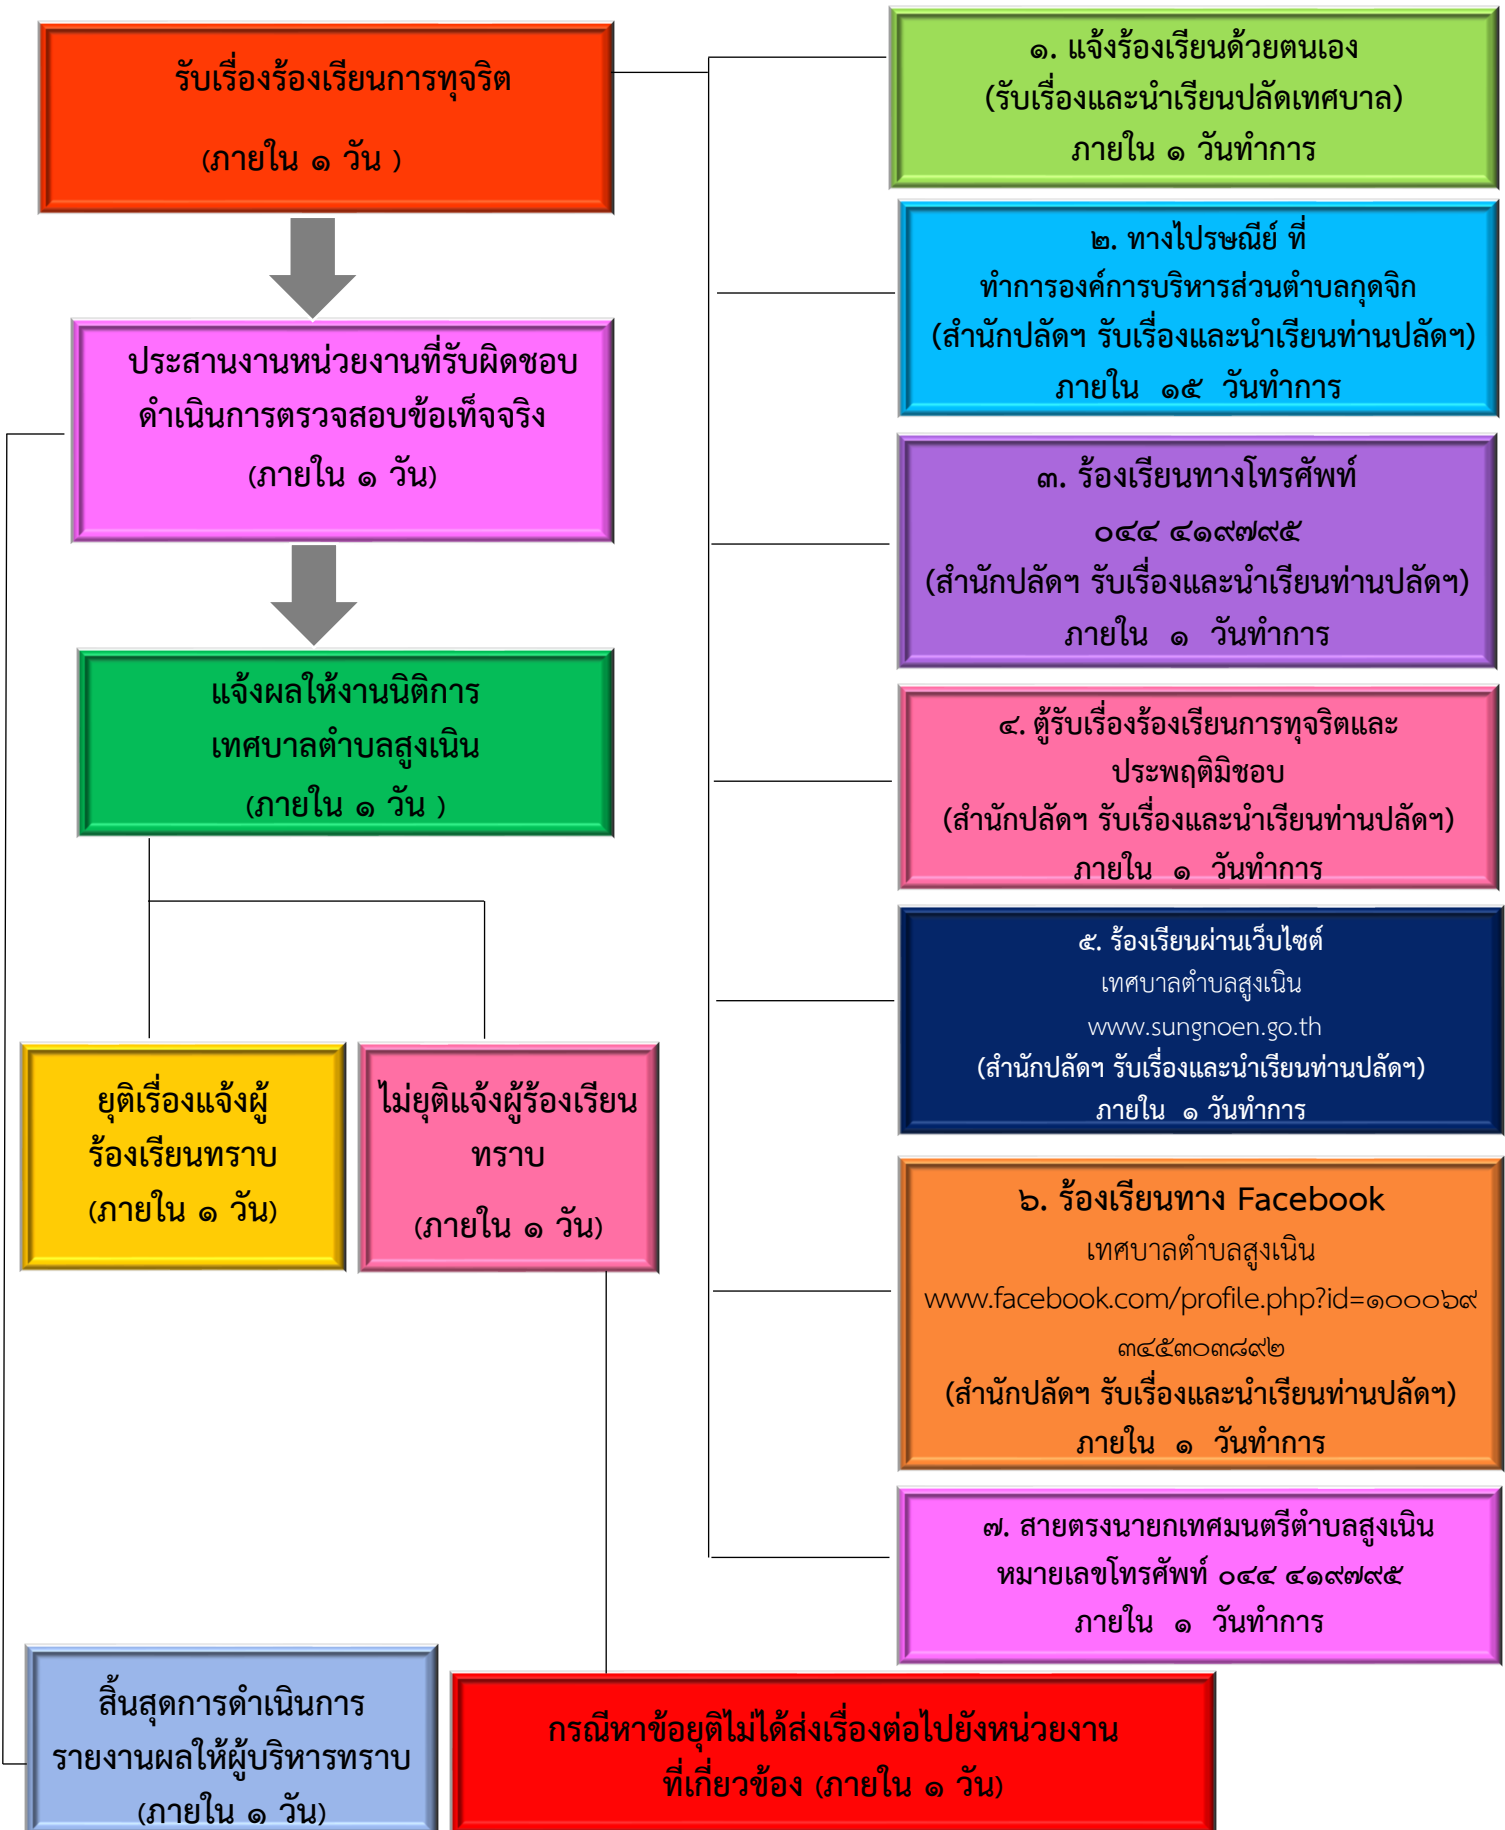 รับเรื่องร้องเรียนการทุจริต
(ภายใน ๑ วัน )
ประสานงานหน่วยงานที่รับผิดชอบ
ดำเนินการตรวจสอบข้อเท็จจริง
(ภายใน ๑ วัน)
แจ้งผลให้งานนิติการ
เทศบาลตำบลสูงเนิน
(ภายใน ๑ วัน )
ยุติเรื่องแจ้งผู้
ร้องเรียนทราบ
(ภายใน ๑ วัน)
ไม่ยุติแจ้งผู้ร้องเรียน
ทราบ
(ภายใน ๑ วัน)
สิ้นสุดการดำเนินการ
รายงานผลให้ผู้บริหารทราบ
(ภายใน ๑ วัน)
กรณีหาข้อยุติไม่ได้ส่งเรื่องต่อไปยังหน่วยงาน
ที่เกี่ยวข้อง (ภายใน ๑ วัน)
๑. แจ้งร้องเรียนด้วยตนเอง
(รับเรื่องและนำเรียนปลัดเทศบาล)
ภายใน ๑ วันทำการ
๒. ทางไปรษณีย์ ที่
ทำการองค์การบริหารส่วนตำบลกุดจิก
(สำนักปลัดฯ รับเรื่องและนำเรียนท่านปลัดฯ)
ภายใน ๑๕ วันทำการ
๓. ร้องเรียนทางโทรศัพท์
๐๔๔ ๔๑๙๗๙๕
(สำนักปลัดฯ รับเรื่องและนำเรียนท่านปลัดฯ)
ภายใน ๑ วันทำการ
๔. ตู้รับเรื่องร้องเรียนการทุจริตและ
ประพฤติมิชอบ
(สำนักปลัดฯ รับเรื่องและนำเรียนท่านปลัดฯ)
ภายใน ๑ วันทำการ
๕. ร้องเรียนผ่านเว็บไซต์
เทศบาลตำบลสูงเนิน
www.sungnoen.go.th
(สำนักปลัดฯ รับเรื่องและนำเรียนท่านปลัดฯ)
ภายใน ๑ วันทำการ
๖. ร้องเรียนทาง Facebook
เทศบาลตำบลสูงเนิน
www.facebook.com/profile.php?id=๑๐๐๐๖๙
๓๔๕๓๐๓๘๙๒
(สำนักปลัดฯ รับเรื่องและนำเรียนท่านปลัดฯ)
ภายใน ๑ วันทำการ
๗. สายตรงนายกเทศมนตรีตำบลสูงเนิน
หมายเลขโทรศัพท์ ๐๔๔ ๔๑๙๗๙๕
ภายใน ๑ วันทำการ